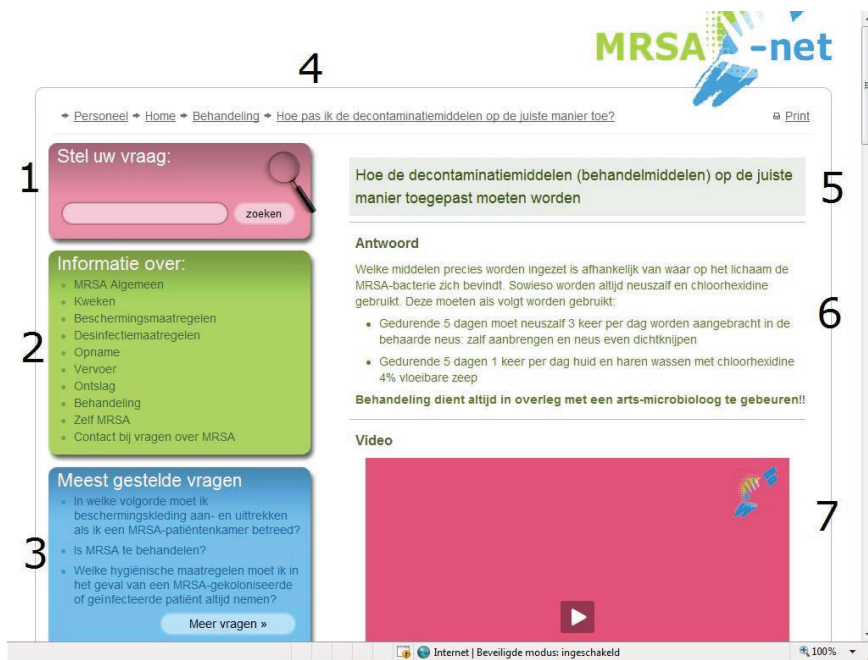 MRSA -net
4
Personeel Home Behandeling Hoe pas ik de decontaminatiemiddelen op de juiste manier toe?
Print
1
Stel uw vraag:
zoeken
2
Informatie over:
MRSA Algemeen
Kweken
Beschermingsmaatregelen
Desinfectiemaatregelen
Opname
Vervoer
Ontslag
Behandeling
Zelf MRSA
Contact bij vragen over MRSA
3
Meest gestelde vragen
In welke volgorde moet ik
beschermingskleding aan- en uittrekken
als ik een MRSA-patiëntenkamer betreed?
Is MRSA te behandelen?
Welke hygiënische maatregelen moet ik in
het geval van een MRSA-gekoloniseerde
of geïnfecteerde patiënt altijd nemen?
Meer vragen »
5
Hoe de decontaminatiemiddelen (behandelmiddelen) op de juiste
manier toegepast moeten worden
6
Antwoord
Welke middelen precies worden ingezet is afhankelijk van waar op het lichaam de
MRSA-bacterie zich bevindt. Sowieso worden altijd neuszalf en chloorhexidine
gebruikt. Deze moeten als volgt worden gebruikt:
Gedurende 5 dagen moet neuszalf 3 keer per dag worden aangebracht in de
behaarde neus: zalf aanbrengen en neus even dichtknijpen
Gedurende 5 dagen 1 keer per dag huid en haren wassen met chloorhexidine
4% vloeibare zeep
Behandeling dient altijd in overleg met een arts-microbioloog te gebeuren!!
Video
7
Internet | Beveiligde modus: ingeschakeld
100%